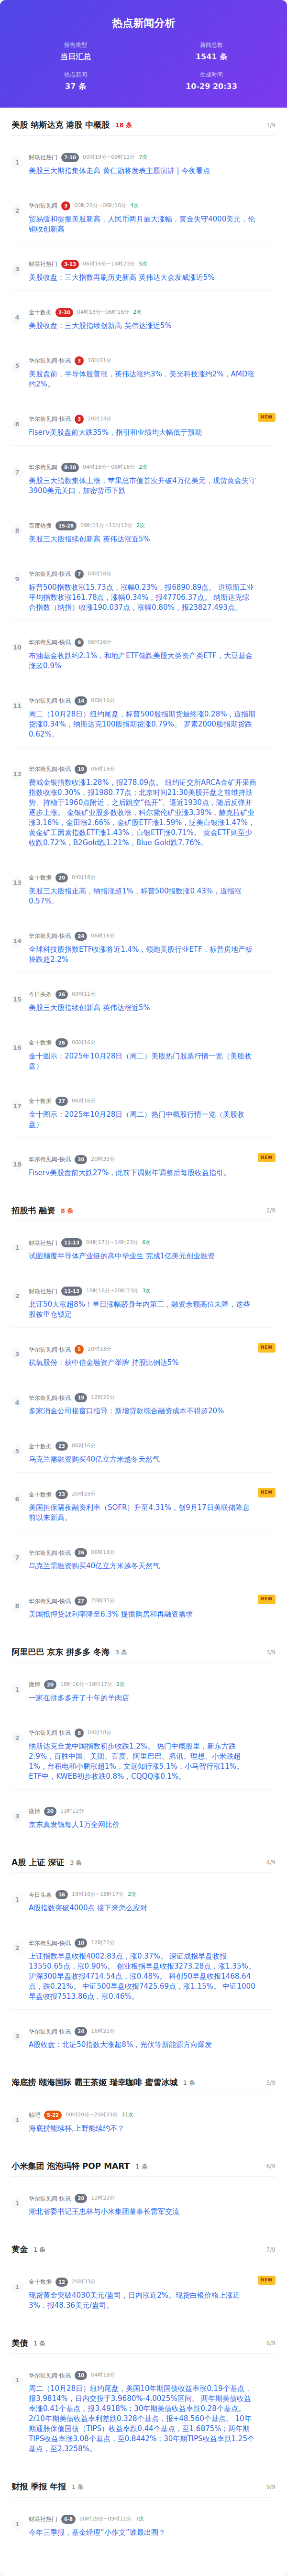 热点新闻分析
报告类型
当日汇总
新闻总数
1541 条
热点新闻
37 条
生成时间
10-29 20:33
美股 纳斯达克 港股 中概股 18 条 1/9
1
财联社热门 7-10 00时19分~09时11分 7次
美股三大期指集体走高 黄仁勋将发表主题演讲 | 今夜看点
2
华尔街见闻 3 00时20分~06时16分 4次
贸易缓和提振美股新高，人民币两月最大涨幅，黄金失守4000美元，伦
铜收创新高
3
财联社热门 3-13 06时16分~14时23分 5次
美股收盘：三大指数再刷历史新高 英伟达大会发威涨近5%
4
金十数据 2-30 04时18分~06时16分 2次
美股收盘：三大股指续创新高 英伟达涨近5%
5
华尔街见闻-快讯 3 16时21分
美股盘前，半导体股普涨，英伟达涨约3%，美光科技涨约2%，AMD涨
约2%。
6
华尔街见闻-快讯 3 20时33分
NEW
Fiserv美股盘前大跌35%，指引和业绩均大幅低于预期
7
华尔街见闻 8-10 04时18分~06时16分 2次
美股三大指数集体上涨，苹果总市值首次升破4万亿美元，现货黄金失守
3900美元关口，加密货币下跌
8
百度热搜 15-28 09时11分~11时12分 2次
美股三大股指续创新高 英伟达涨近5%
9
华尔街见闻-快讯 7 04时18分
标普500指数收涨15.73点，涨幅0.23%，报6890.89点。 道琼斯工业
平均指数收涨161.78点，涨幅0.34%，报47706.37点。 纳斯达克综
合指数（纳指）收涨190.037点，涨幅0.80%，报23827.493点。
10
华尔街见闻-快讯 9 06时16分
布油基金收跌约2.1%，和地产ETF领跌美股大类资产类ETF，大豆基金
涨超0.9%
11
华尔街见闻-快讯 14 06时16分
周二（10月28日）纽约尾盘，标普500股指期货最终涨0.28%，道指期
货涨0.34%，纳斯达克100股指期货涨0.79%。 罗素2000股指期货跌
0.62%。
12
华尔街见闻-快讯 19 06时16分
费城金银指数收涨1.28%，报278.09点。 纽约证交所ARCA金矿开采商
指数收涨0.30%，报1980.77点；北京时间21:30美股开盘之前维持跌
势、持稳于1960点附近，之后跳空“低开”、逼近1930点，随后反弹并
逐步上涨。 金银矿业股多数收涨，科尔黛伦矿业涨3.39%，赫克拉矿业
涨3.16%，金田涨2.66%，金矿股ETF涨1.59%，泛美白银涨1.47%，
黄金矿工因素指数ETF涨1.43%，白银ETF涨0.71%。 黄金ETF则至少
收跌0.72%，B2Gold跌1.21%，Blue Gold跌7.76%。
13
金十数据 20 04时18分
美股三大股指走高，纳指涨超1%，标普500指数涨0.43%，道指涨
0.57%。
14
华尔街见闻-快讯 24 06时16分
全球科技股指数ETF收涨将近1.4%，领跑美股行业ETF，标普房地产板
块跌超2.2%
15
今日头条 26 09时11分
美股三大股指续创新高 英伟达涨近5%
16
金十数据 26 06时16分
金十图示：2025年10月28日（周二）美股热门股票行情一览（美股收
盘）
17
金十数据 27 06时16分
金十图示：2025年10月28日（周二）热门中概股行情一览（美股收
盘）
18
华尔街见闻-快讯 30 20时33分
NEW
Fiserv美股盘前大跌27%，此前下调财年调整后每股收益指引。
招股书 融资 8 条 2/9
1
财联社热门 11-13 04时17分~14时23分 6次
试图颠覆半导体产业链的高中毕业生 完成1亿美元创业融资
2
财联社热门 11-13 18时16分~20时33分 3次
北证50大涨超8%！单日涨幅跻身年内第三，融资余额高位未降，这些
股被重仓锁定
3
华尔街见闻-快讯 5 20时33分
NEW
杭氧股份：获中信金融资产举牌 持股比例达5%
4
华尔街见闻-快讯 19 12时22分
多家消金公司接窗口指导：新增贷款综合融资成本不得超20%
5
金十数据 23 06时16分
乌克兰需融资购买40亿立方米越冬天然气
6
金十数据 23 20时33分
NEW
美国担保隔夜融资利率（SOFR）升至4.31%，创9月17日美联储降息
前以来新高。
7
华尔街见闻-快讯 26 06时16分
乌克兰需融资购买40亿立方米越冬天然气
8
华尔街见闻-快讯 27 20时33分
NEW
美国抵押贷款利率降至6.3% 提振购房和再融资需求
阿里巴巴 京东 拼多多 冬海 3 条 3/9
1
微博 20 18时16分~18时17分 2次
一家在拼多多开了十年的羊肉店
2
华尔街见闻-快讯 8 04时18分
纳斯达克金龙中国指数初步收跌1.2%。 热门中概股里，新东方跌
2.9%，百胜中国、美团、百度、阿里巴巴、腾讯、理想、小米跌超
1%，台积电和小鹏涨超1%，文远知行涨5.1%，小马智行涨11%。
ETF中，KWEB初步收跌0.8%，CQQQ涨0.1%。
3
微博 20 11时12分
京东真发钱每人1万全网比价
A股 上证 深证 3 条 4/9
1
今日头条 16 18时16分~18时17分 2次
A股指数突破4000点 接下来怎么应对
2
华尔街见闻-快讯 10 12时22分
上证指数早盘收报4002.83点，涨0.37%。 深证成指早盘收报
13550.65点，涨0.90%。 创业板指早盘收报3273.28点，涨1.35%。
沪深300早盘收报4714.54点，涨0.48%。 科创50早盘收报1468.64
点，跌0.21%。 中证500早盘收报7425.69点，涨1.15%。 中证1000
早盘收报7513.86点，涨0.46%。
3
华尔街见闻-快讯 24 16时21分
A股收盘：北证50指数大涨超8%，光伏等新能源方向爆发
海底捞 颐海国际 霸王茶姬 瑞幸咖啡 蜜雪冰城 1 条 5/9
1
贴吧 5-22 00时20分~20时33分 11次
海底捞能续杯,上野能续约不？
小米集团 泡泡玛特 POP MART 1 条 6/9
1
华尔街见闻-快讯 20 12时22分
湖北省委书记王忠林与小米集团董事长雷军交流
黄金 1 条 7/9
1
金十数据 12 20时33分
NEW
现货黄金突破4030美元/盎司，日内涨近2%。现货白银价格上涨近
3%，报48.36美元/盎司。
美债 1 条 8/9
1
华尔街见闻-快讯 10 04时18分
周二（10月28日）纽约尾盘，美国10年期国债收益率涨0.19个基点，
报3.9814%，日内交投于3.9680%-4.0025%区间。 两年期美债收益
率涨0.41个基点，报3.4918%；30年期美债收益率跌0.28个基点。
2/10年期美债收益率利差跌0.328个基点，报+48.560个基点。 10年
期通胀保值国债（TIPS）收益率跌0.44个基点，至1.6875%；两年期
TIPS收益率涨3.08个基点，至0.8442%；30年期TIPS收益率跌1.25个
基点，至2.3258%。
财报 季报 年报 1 条 9/9
1
财联社热门 6-8 00时19分~09时11分 7次
今年三季报，基金经理“小作文”谁最出圈？